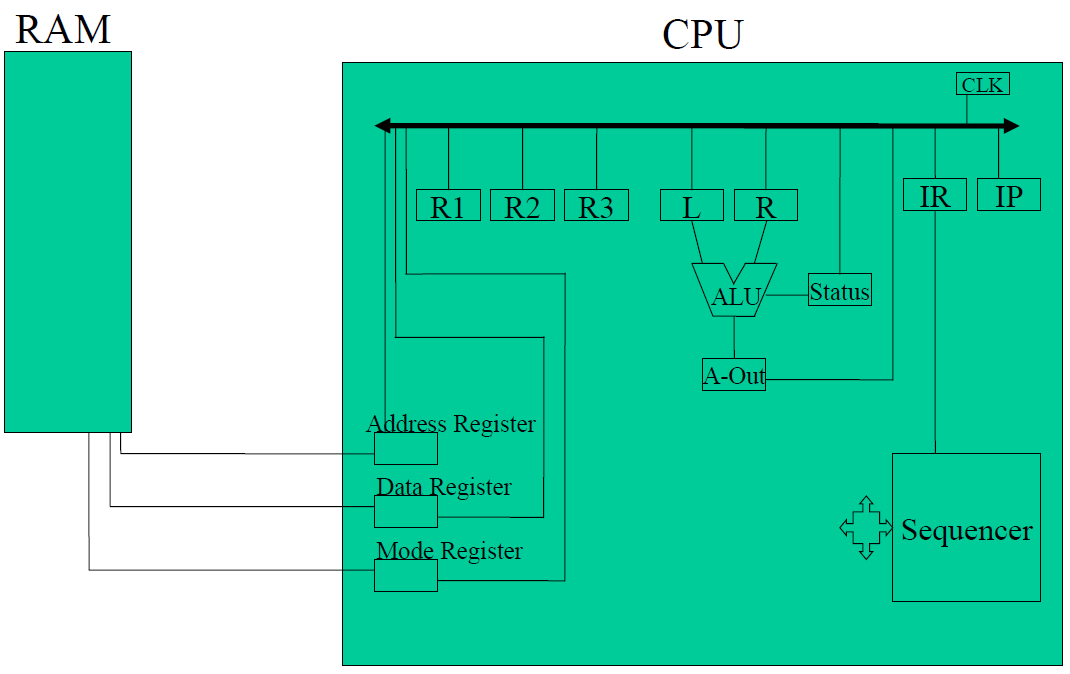 RAM
CPU
CLK
R1
R2
R3
L
R
IR
IP
ALU
Status
A-Out
Address Register
Data Register
Mode Register
Sequencer